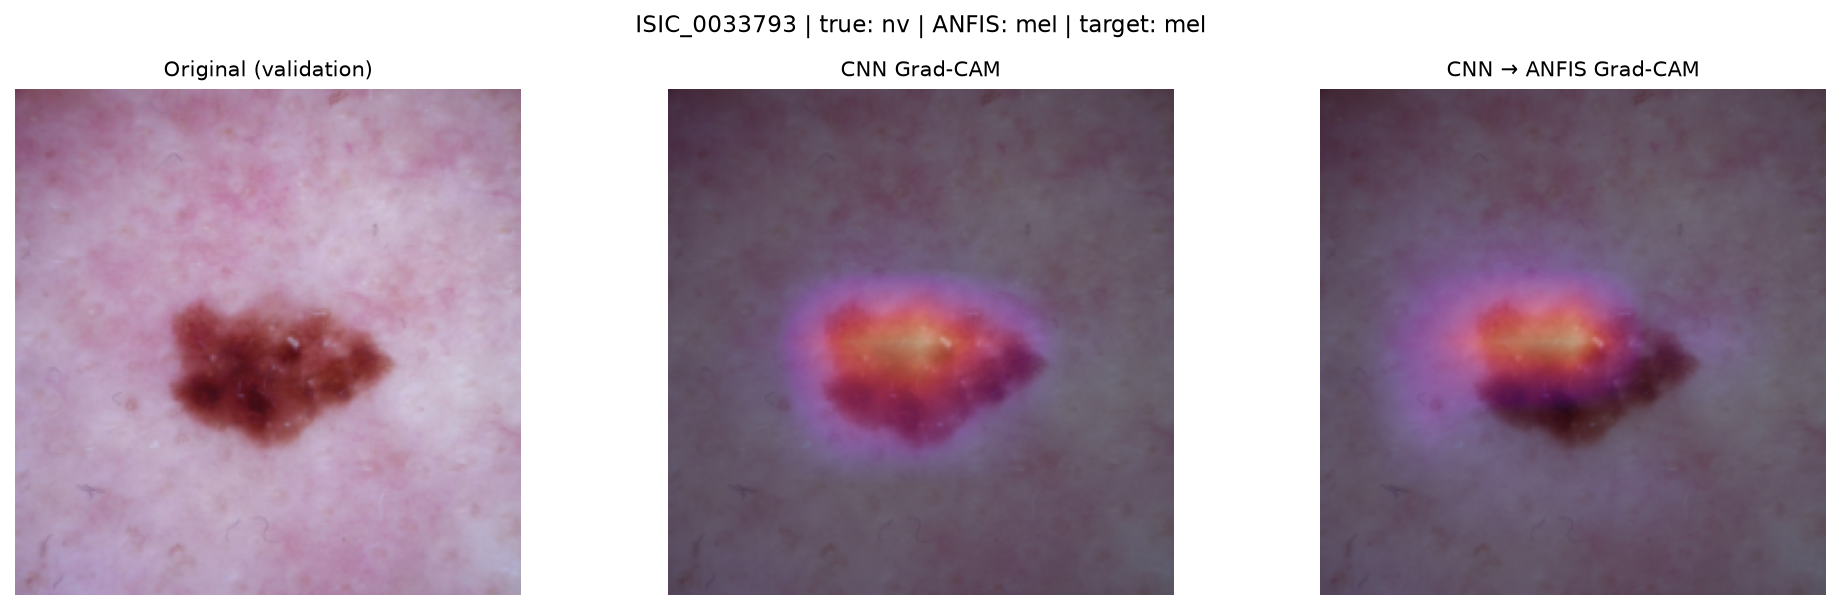 ISIC_0033793 | true: nv | ANFIS: mel | target: mel
Original (validation)
CNN Grad-CAM
CNN → ANFIS Grad-CAM